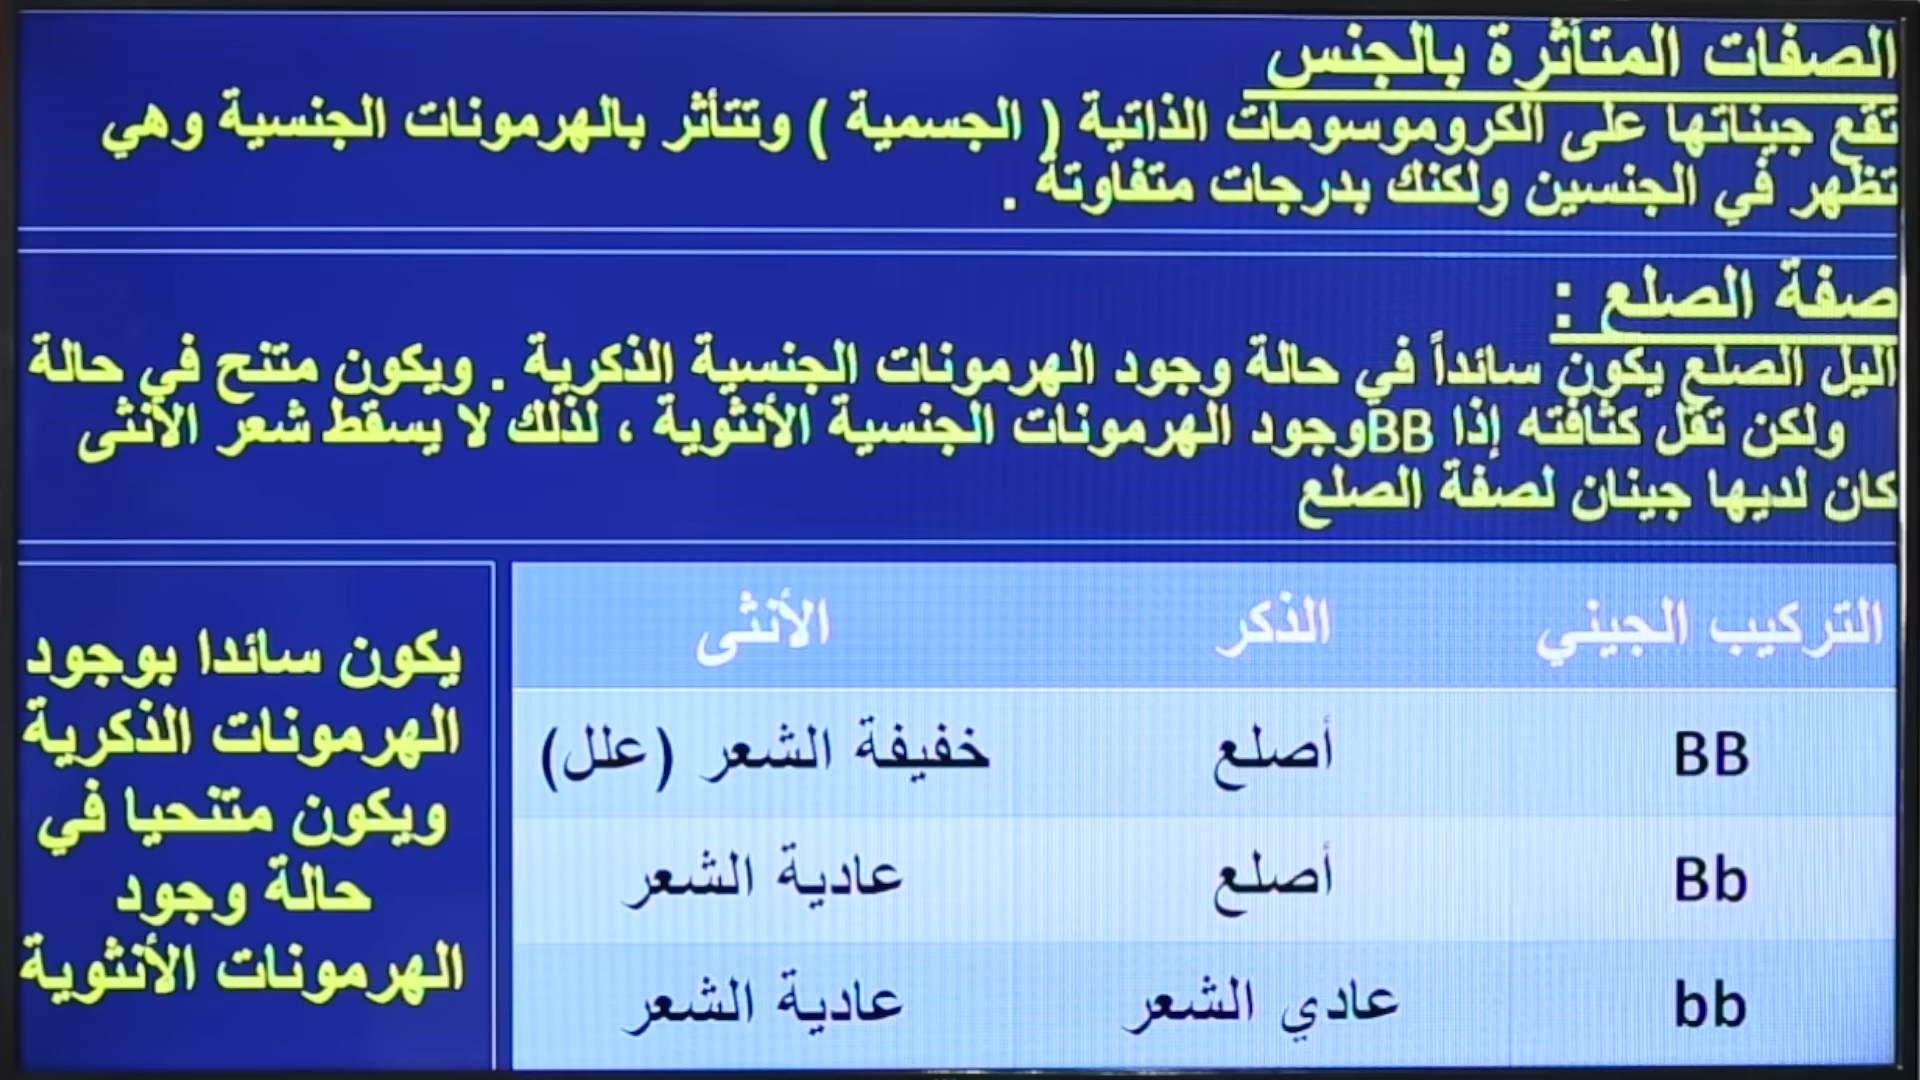 الصفات المتأثرة بالجنس
تقع جيناتها على الكروموسومات الذاتية ( الجسمية ) وتتأثر بالهرمونات الجنسية وهي
تظهر في الجنسين ولكنك بدرجات متفاوتة .
صفة الصلع :
اليل الصلع يكون سائداً في حالة وجود الهرمونات الجنسية الذكرية . ويكون متنح في حالة
ولكن تقل كثافته إذا BBوجود الهرمونات الجنسية الأنثوية ، لذلك لا يسقط شعر الأنثى
كان لديها جينان لصفة الصلع
التركيب الجيني الذكر الأنثى
BB أصلع خفيفة الشعر (علل)
Bb أصلع عادية الشعر
bb عادي الشعر عادية الشعر
يكون سائدا بوجود
الهرمونات الذكرية
ويكون متنحيا في
حالة وجود
الهرمونات الأنثوية